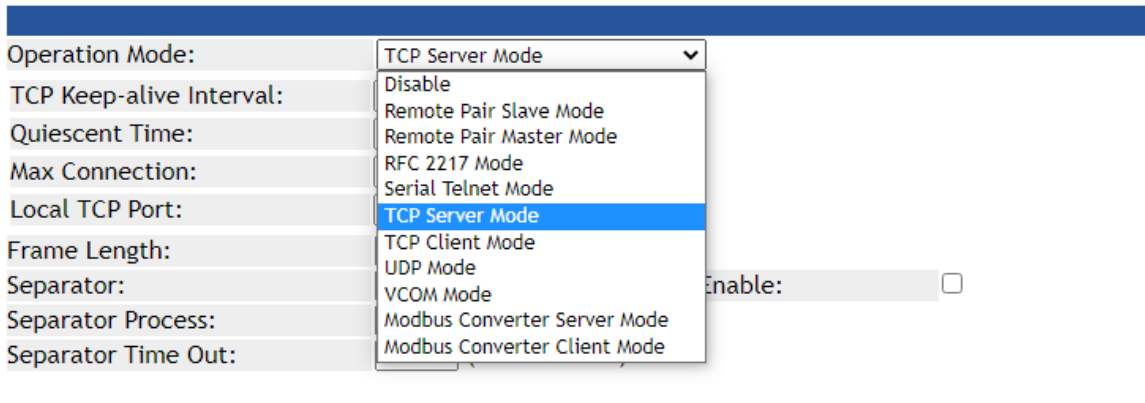 Operation Mode: TCP Server Mode
Disable
TCP Keep-alive Interval:
Remote Pair Slave Mode
Quiescent Time:
Remote Pair Master Mode
RFC 2217 Mode
Max Connection:
Serial Telnet Mode
Local TCP Port:
TCP Server Mode
TCP Client Mode
Frame Length:
UDP Mode
Separator:
Enable:
VCOM Mode
Separator Process:
Modbus Converter Server Mode
Modbus Converter Client Mode
Separator Time Out: